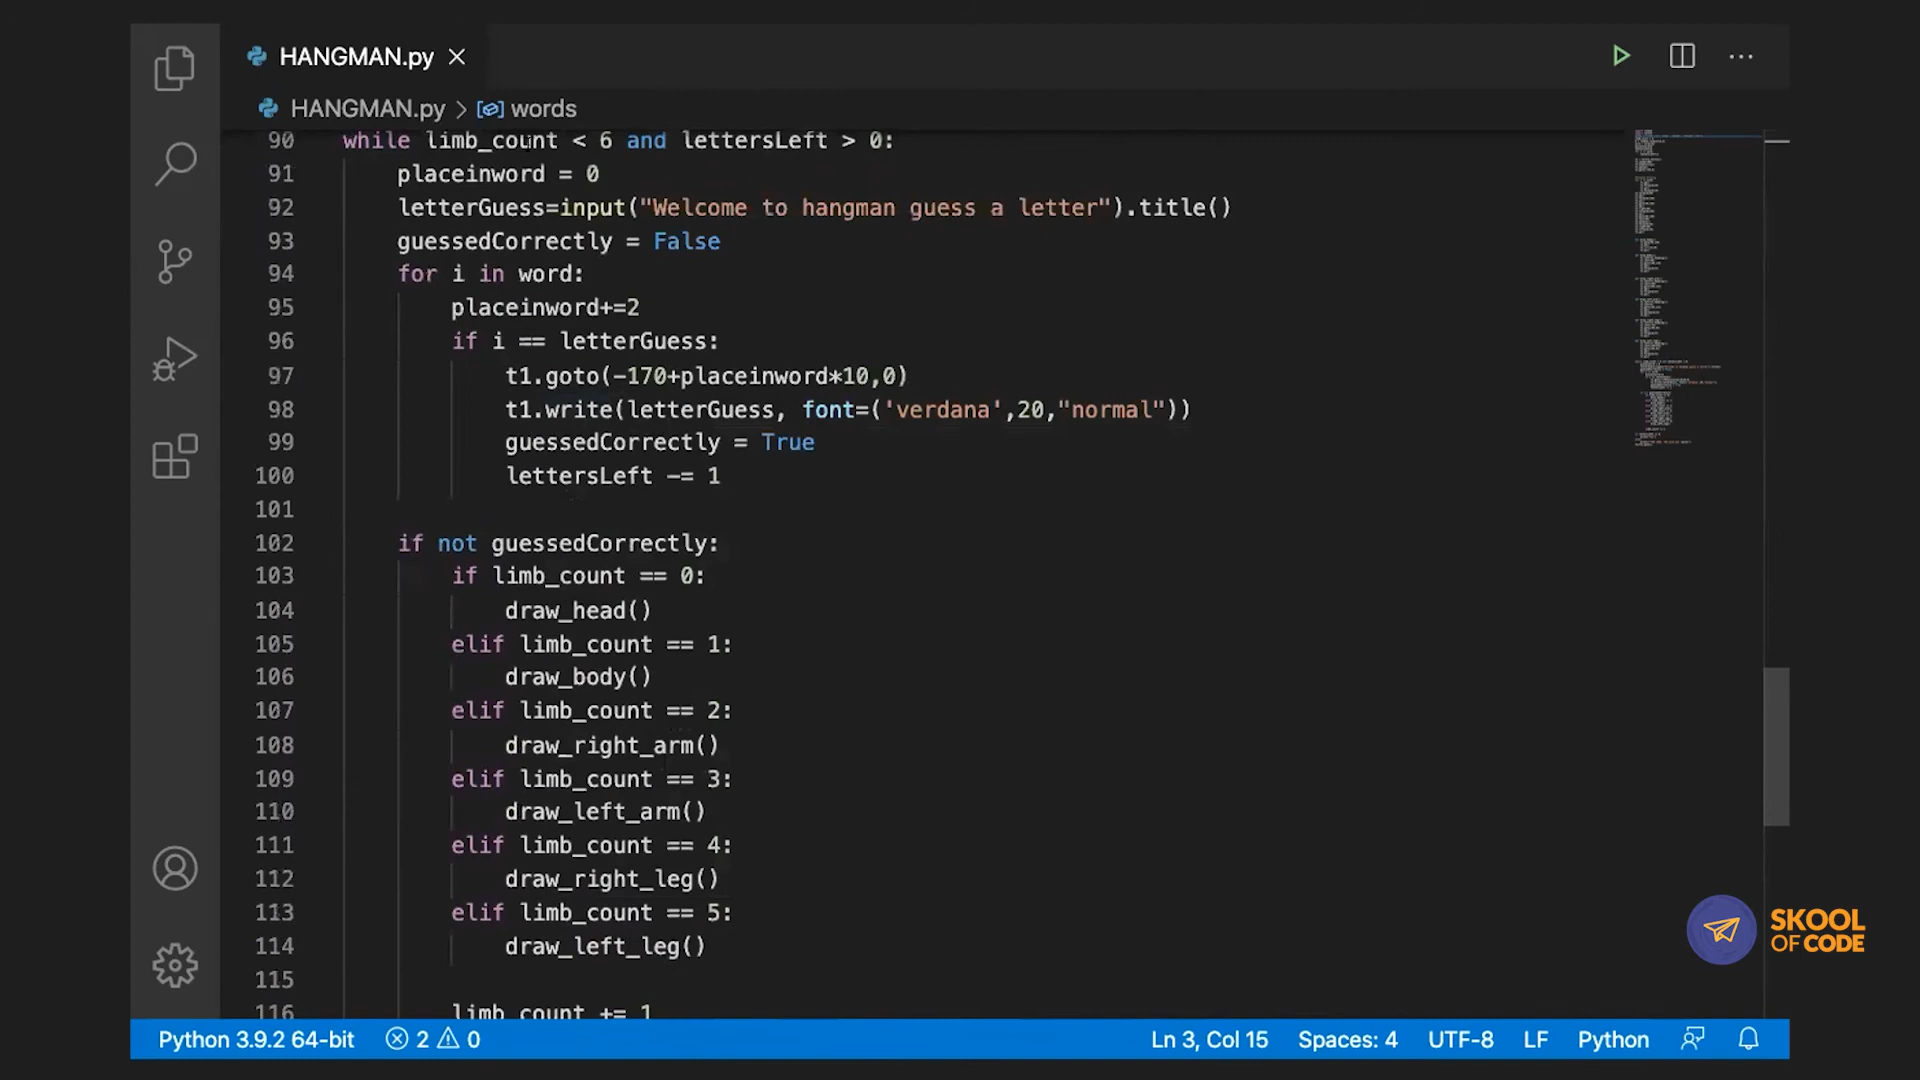 HANGMAN.py
HANGMAN.py > words
90 while limb_count < 6 and lettersLeft > 0:
91 placeinword = 0
92 letterGuess=input("Welcome to hangman guess a letter").title()
93 guessedCorrectly = False
94 for i in word:
95 placeinword+=2
96 if i == letterGuess:
97 t1.goto(-170+placeinword*10,0)
98 t1.write(letterGuess, font=('verdana',20,"normal"))
99 guessedCorrectly = True
100 lettersLeft -= 1
101
102 if not guessedCorrectly:
103 if limb_count == 0:
104 draw_head()
105 elif limb_count == 1:
106 draw_body()
107 elif limb_count == 2:
108 draw_right_arm()
109 elif limb_count == 3:
110 draw_left_arm()
111 elif limb_count == 4:
112 draw_right_leg()
113 elif limb_count == 5:
114 draw_left_leg()
115
116 limb_count += 1
SKOOL
OF CODE
Python 3.9.2 64-bit 2 0 Ln 3, Col 15 Spaces: 4 UTF-8 LF Python